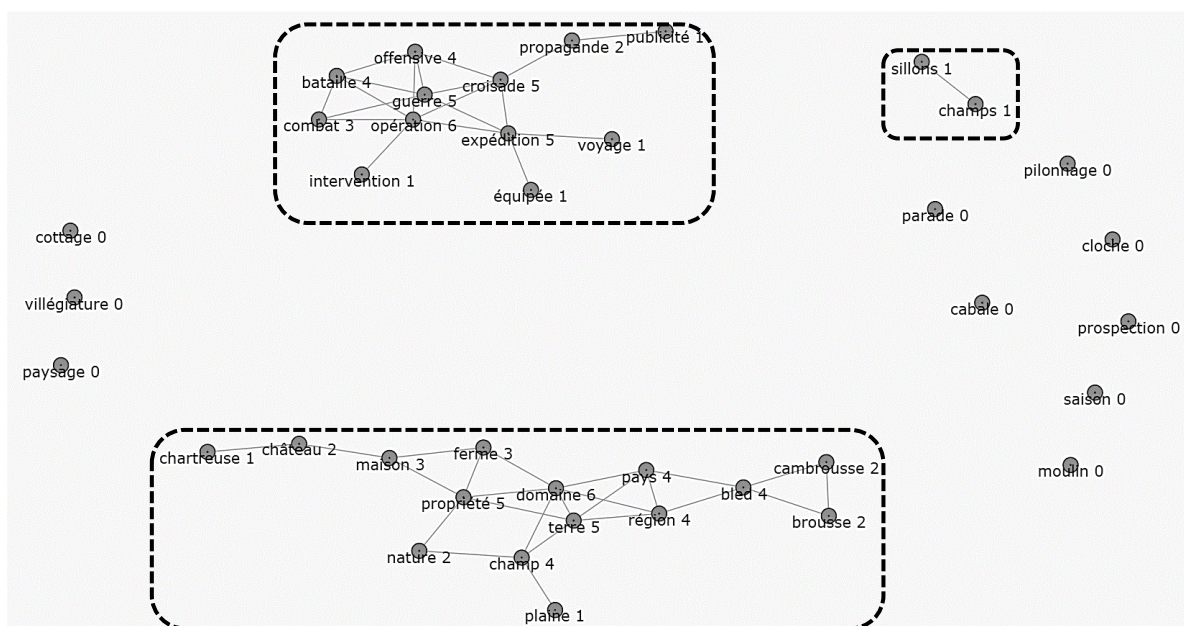 publicité 1
propagande 2
offensive 4
sillons 1
bataille 4
croisade 5
guerre 5
champs 1
combat 3
opération 6
expédition 5
voyage 1
pilonnage 0
intervention 1
équipée 1
parade 0
cottage 0
cloche 0
villégiature 0
cabale 0
prospection 0
paysage 0
saison 0
chartreuse 1
château 2
maison 3
ferme 3
cambrousse 2
pays 4
moulin 0
propriété 5
domaine 6
bled 4
terre 5
région 4
brousse 2
nature 2
champ 4
plaine 1